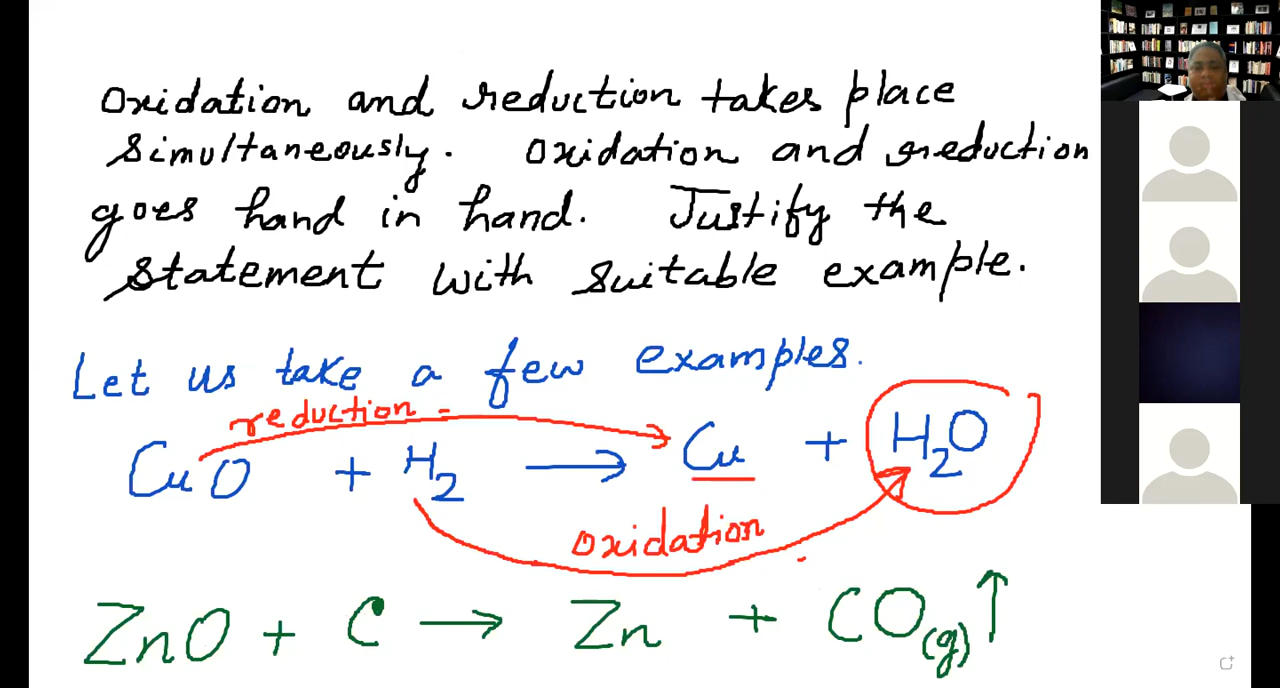 Oxidation and reduction takes place
simultaneously. Oxidation and reduction
goes hand in hand. Justify the
statement with suitable example.
Let us take a few examples.
reduction
CuO + H₂ → Cu + H₂O
oxidation
ZnO + C → Zn + CO(g)↑